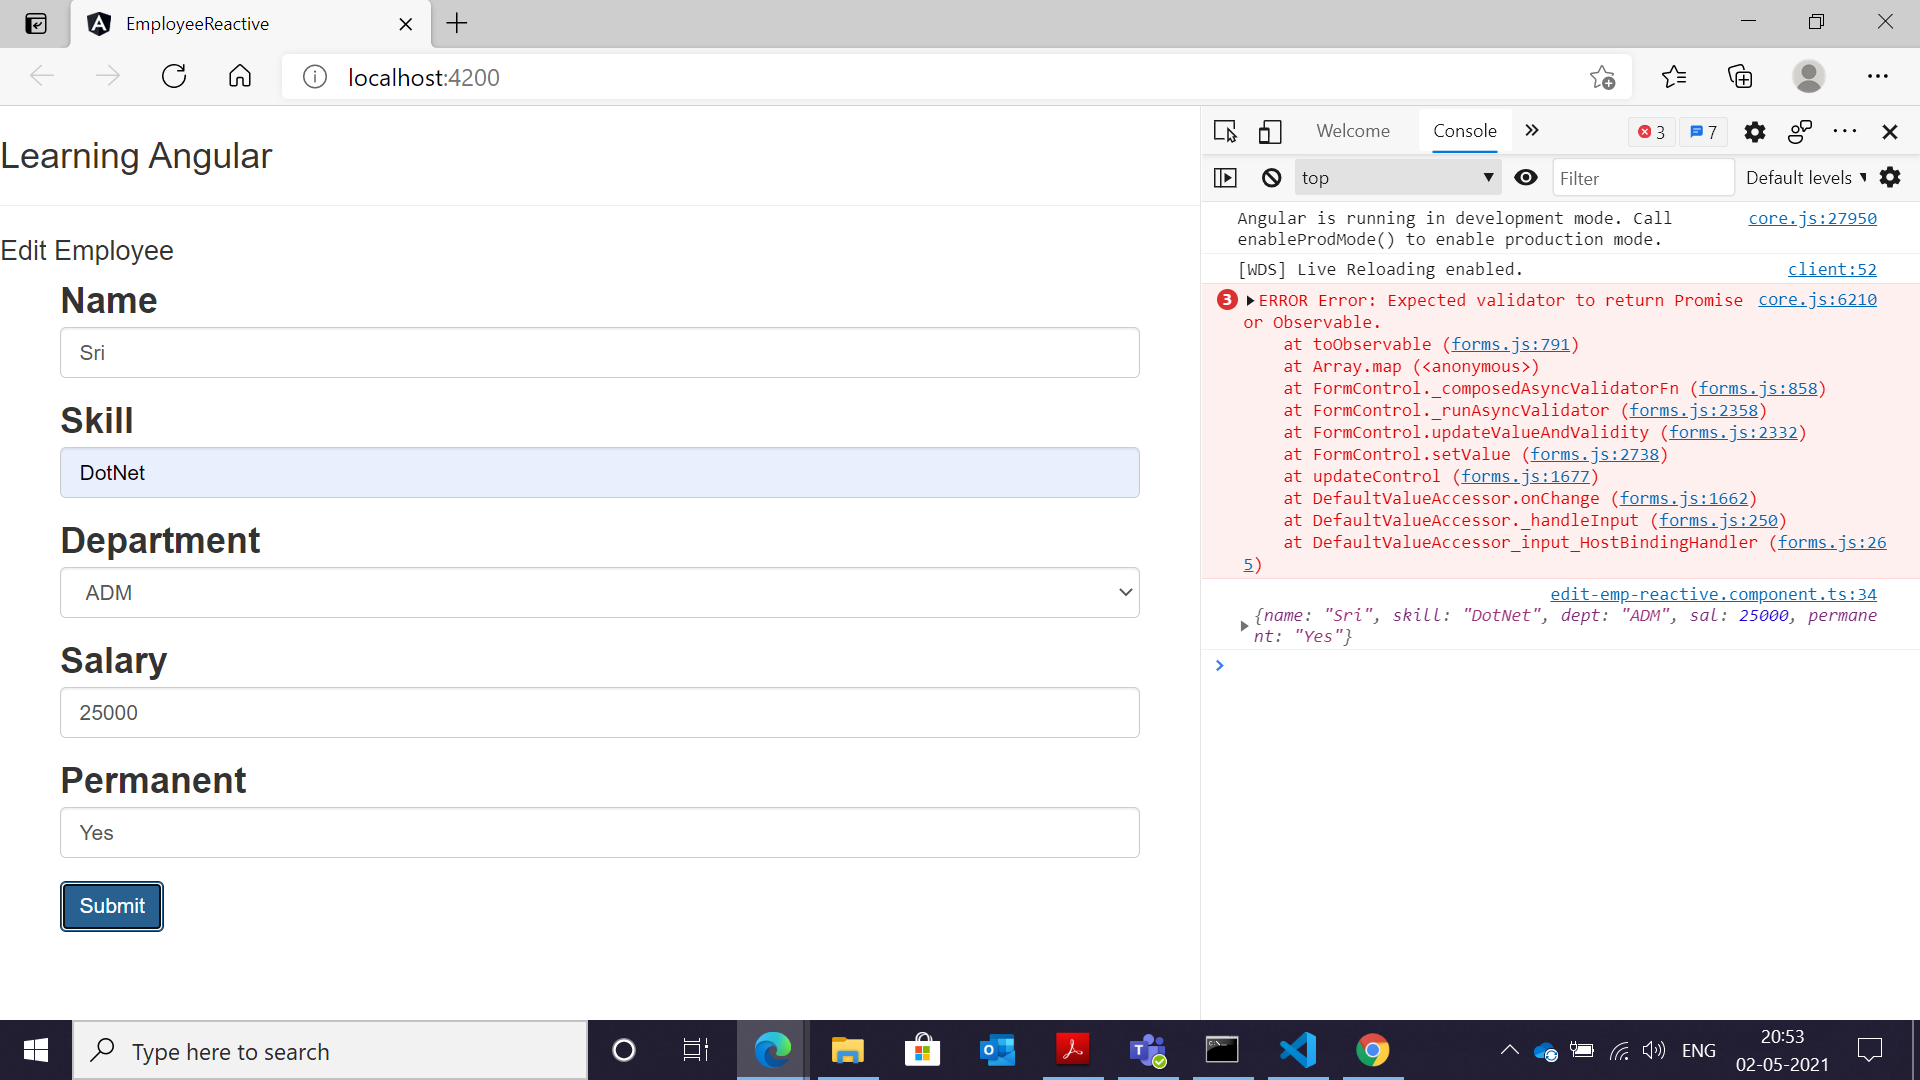 EmployeeReactive
localhost:4200
Learning Angular
Edit Employee
Name
Sri
Skill
DotNet
Department
ADM
Salary
25000
Permanent
Yes
Submit
Welcome
Console
3
7
top
Filter
Default levels
Angular is running in development mode. Call core.js:27950
enableProdMode() to enable production mode.
[WDS] Live Reloading enabled. client:52
3 ERROR Error: Expected validator to return Promise core.js:6210
or Observable.
at toObservable (forms.js:791)
at Array.map (<anonymous>)
at FormControl._composedAsyncValidatorFn (forms.js:858)
at FormControl._runAsyncValidator (forms.js:2358)
at FormControl.updateValueAndValidity (forms.js:2332)
at FormControl.setValue (forms.js:2738)
at updateControl (forms.js:1677)
at DefaultValueAccessor.onChange (forms.js:1662)
at DefaultValueAccessor._handleInput (forms.js:250)
at DefaultValueAccessor_input_HostBindingHandler (forms.js:26
5)
edit-emp-reactive.component.ts:34
{name: "Sri", skill: "DotNet", dept: "ADM", sal: 25000, permane
nt: "Yes"}
Type here to search
ENG
20:53
02-05-2021